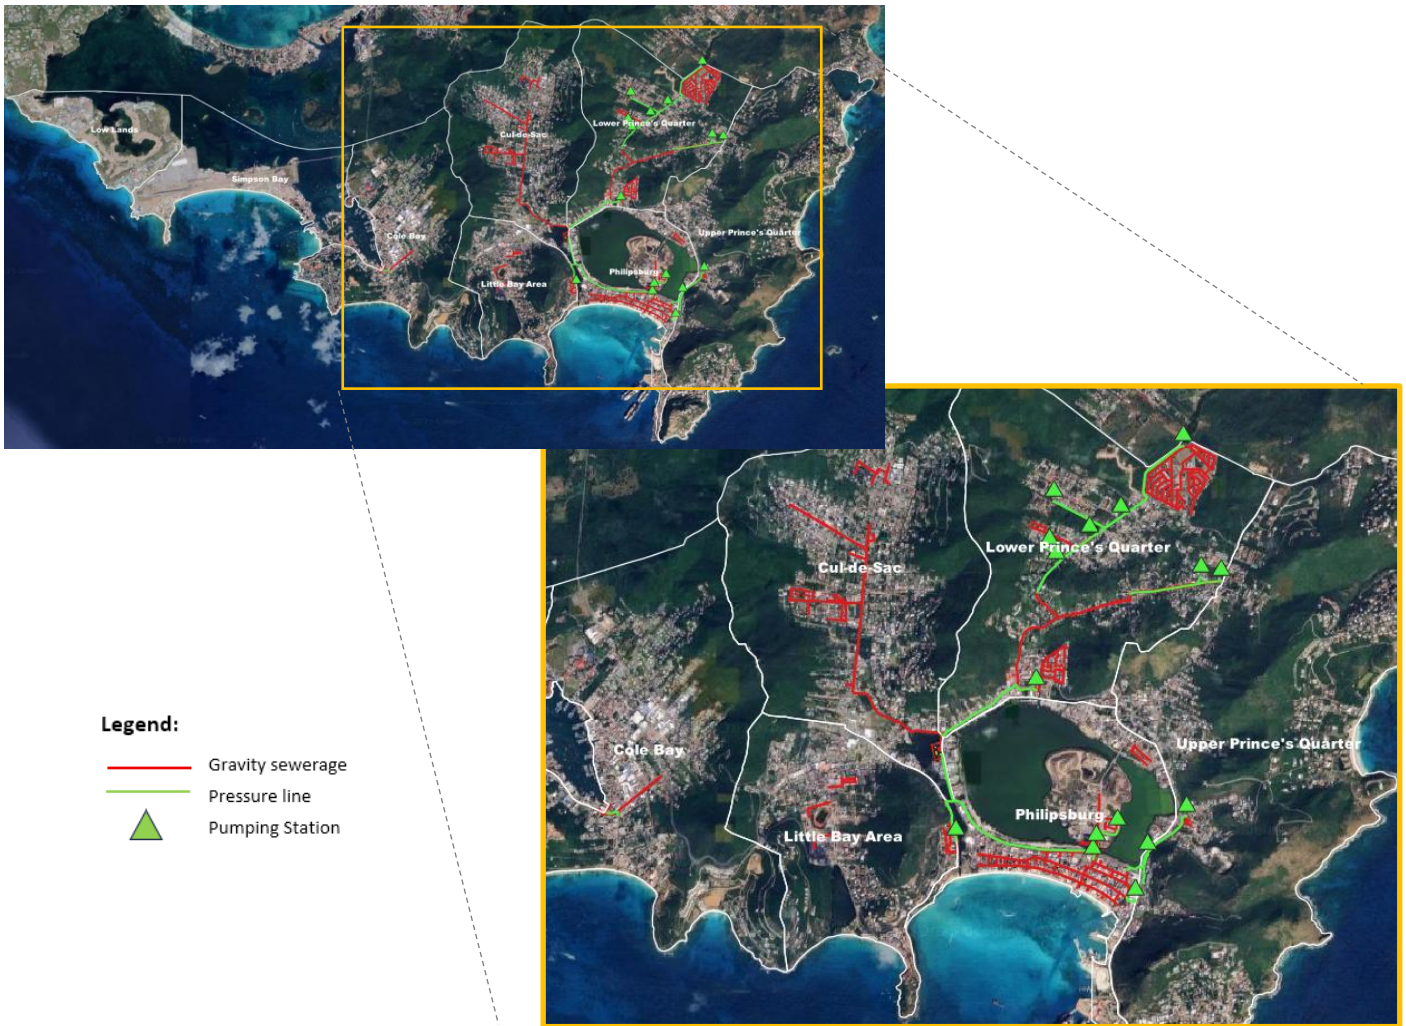 Low Lands
Simpson Bay
Cul-de-Sac
Lower Prince's Quarter
Cole Bay
Upper Prince's Quarter
Philipsburg
Little Bay Area
Lower Prince's Quarter
Cul-de-Sac
Upper Prince's Quarter
Cole Bay
Philipsburg
Little Bay Area
Legend:
Gravity sewerage
Pressure line
Pumping Station